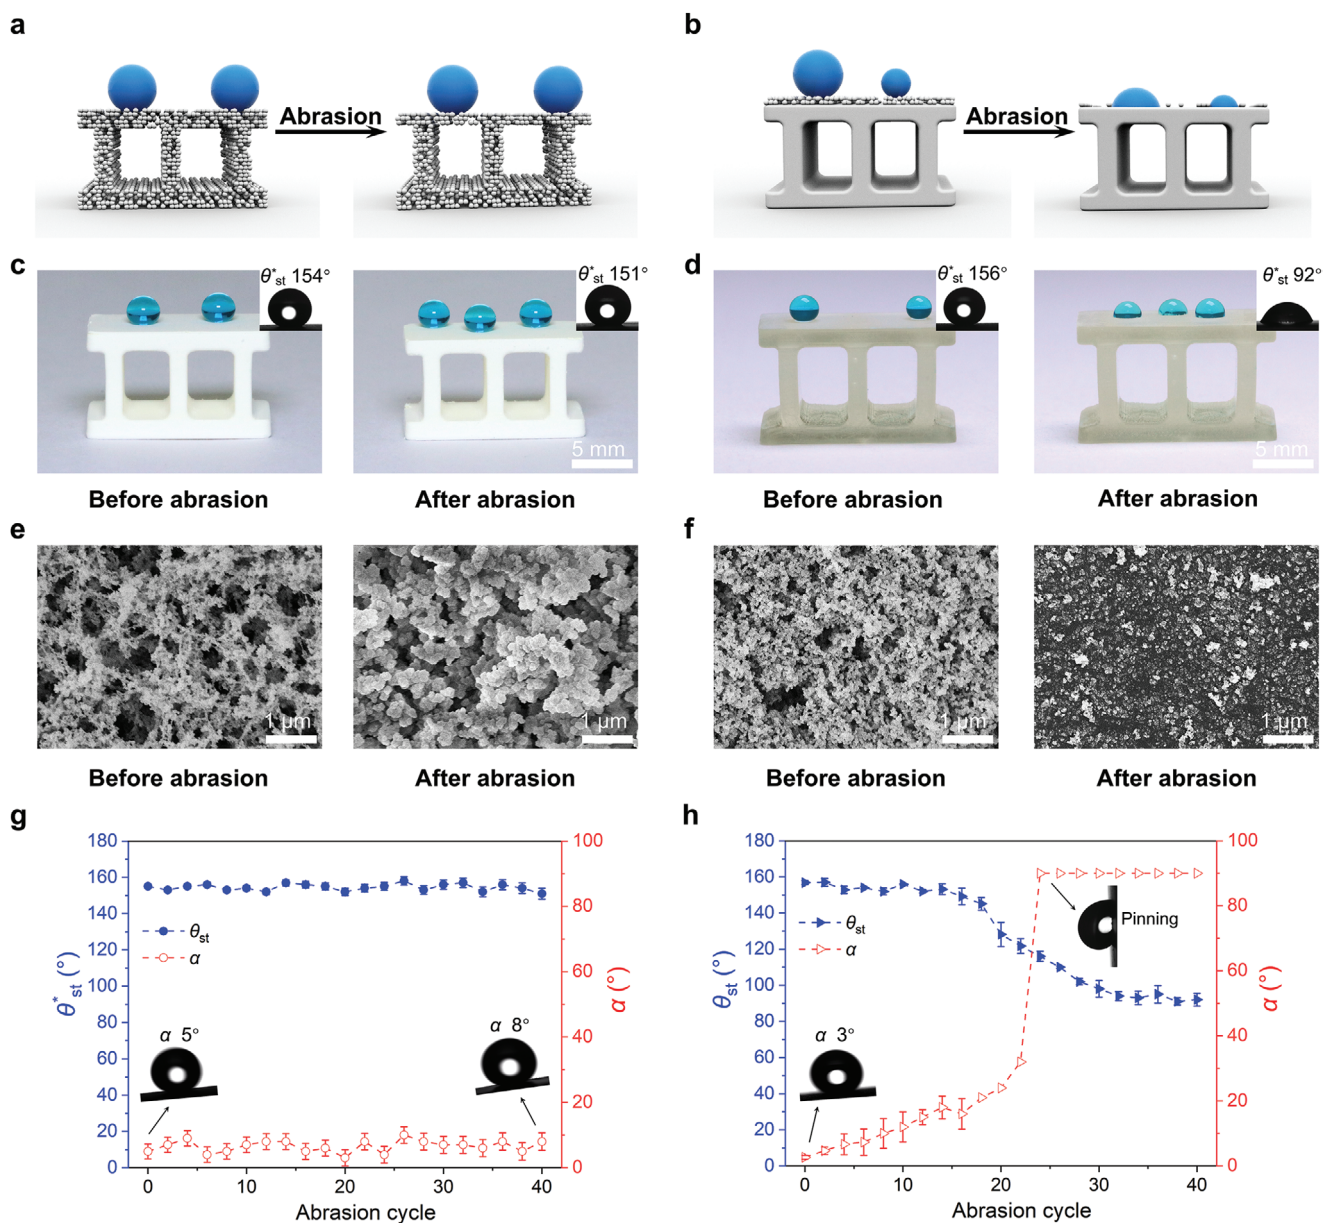 a
b
Abrasion
Abrasion
c
θ*st 154°
θ*st 151°
5 mm
Before abrasion
After abrasion
d
θ*st 156°
θ*st 92°
5 mm
Before abrasion
After abrasion
e
1 µm
1 µm
Before abrasion
After abrasion
f
1 µm
1 µm
Before abrasion
After abrasion
g
180
160
140
120
100
80
60
40
20
0
θ*st (°)
θst
α
α 5°
α 8°
100
80
60
40
20
0
α (°)
0 10 20 30 40
Abrasion cycle
h
180
160
140
120
100
80
60
40
20
0
θst (°)
θst
α
α 3°
Pinning
100
80
60
40
20
0
α (°)
0 10 20 30 40
Abrasion cycle